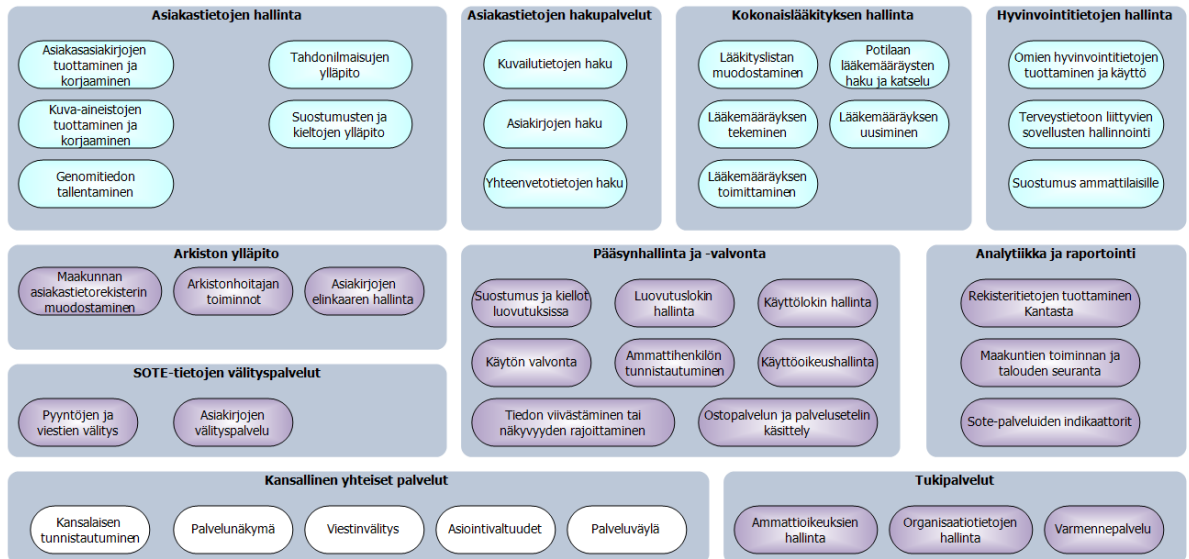 Asiakastietojen hallinta
Asiakasasiakirjojen
tuottaminen ja
korjaaminen
Tahdonilmaisujen
ylläpito
Kuva-aineistojen
tuottaminen ja
korjaaminen
Suostumusten ja
kieltojen ylläpito
Genomitiedon
tallentaminen
Asiakastietojen hakupalvelut
Kuvailutietojen haku
Asiakirjojen haku
Yhteenvetotietojen haku
Kokonaislääkityksen hallinta
Lääkityslistan
muodostaminen
Potilaan
lääkemääräysten
haku ja katselu
Lääkemääräyksen
tekeminen
Lääkemääräyksen
uusiminen
Lääkemääräyksen
toimittaminen
Hyvinvointitietojen hallinta
Omien hyvinvointitietojen
tuottaminen ja käyttö
Terveystietoon liittyvien
sovellusten hallinnointi
Suostumus ammattilaisille
Arkiston ylläpito
Maakunnan
asiakastietorekisterin
muodostaminen
Arkistonhoitajan
toiminnot
Asiakirjojen
elinkaaren hallinta
SOTE-tietojen välityspalvelut
Pyyntöjen ja
viestien välitys
Asiakirjojen
välityspalvelu
Pääsynhallinta ja -valvonta
Suostumus ja kiellot
luovutuksissa
Luovutuslokin
hallinta
Käyttölokin hallinta
Käytön valvonta
Ammattihenkilön
tunnistautuminen
Käyttöoikeushallinta
Tiedon viivästäminen tai
näkyvyyden rajoittaminen
Ostopalvelun ja palvelusetelin
käsittely
Analytiikka ja raportointi
Rekisteritietojen tuottaminen
Kantasta
Maakuntien toiminnan ja
talouden seuranta
Sote-palveluiden indikaattorit
Kansallinen yhteiset palvelut
Kansalaisen
tunnistautuminen
Palvelunäkymä
Viestinvälitys
Asiointivaltuudet
Palveluväylä
Tukipalvelut
Ammattioikeuksien
hallinta
Organisaatiotietojen
hallinta
Varmennepalvelu